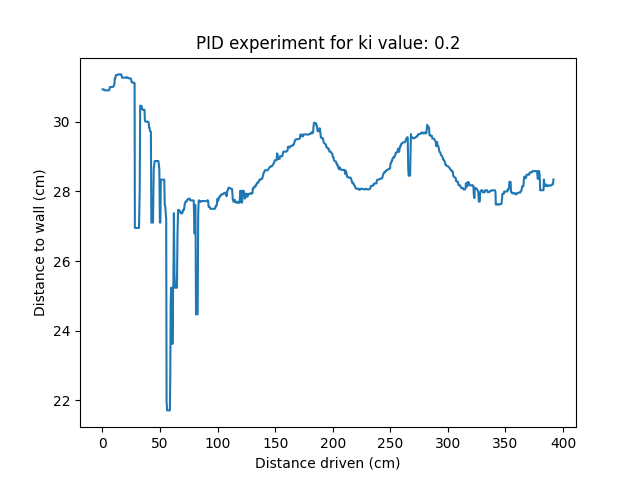 PID experiment for ki value: 0.2
30
28
26
24
22
Distance to wall (cm)
0 50 100 150 200 250 300 350 400
Distance driven (cm)